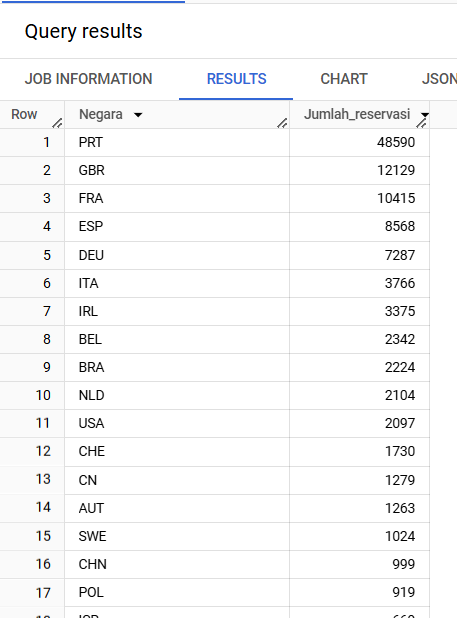 Query results
JOB INFORMATION RESULTS CHART JSON
Row Negara Jumlah_reservasi
1 PRT 48590
2 GBR 12129
3 FRA 10415
4 ESP 8568
5 DEU 7287
6 ITA 3766
7 IRL 3375
8 BEL 2342
9 BRA 2224
10 NLD 2104
11 USA 2097
12 CHE 1730
13 CN 1279
14 AUT 1263
15 SWE 1024
16 CHN 999
17 POL 919